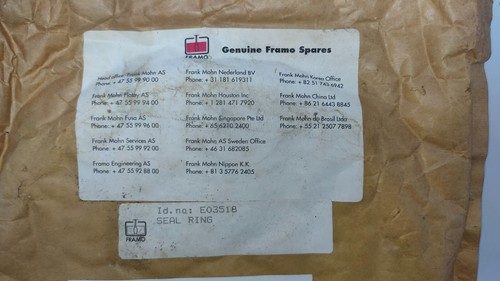 FRAMO
Genuine Framo Spares
Head office: Frank Mohn AS
Phone: + 47 55 99 90 00
Frank Mohn Flatøy AS
Phone: + 47 55 99 94 00
Frank Mohn Fusa AS
Phone: + 47 55 99 96 00
Frank Mohn Services AS
Phone: + 47 55 99 92 00
Framo Engineering AS
Phone: + 47 55 92 88 00
Frank Mohn Nederland BV
Phone: + 31 181 619311
Frank Mohn Houston Inc
Phone: + 1 281 471 7920
Frank Mohn Singapore Pte Ltd
Phone: + 65 6210 2400
Frank Mohn AS Sweden Office
Phone: + 46 31 682085
Frank Mohn Nippon K.K.
Phone: + 81 3 5776 2405
Frank Mohn Korea Office
Phone: + 82 51 743 6942
Frank Mohn China Ltd
Phone: + 86 21 6443 8845
Frank Mohn do Brasil Ltda
Phone: + 55 21 2507 7898
FRAMO
Id.no: E0351B
SEAL RING